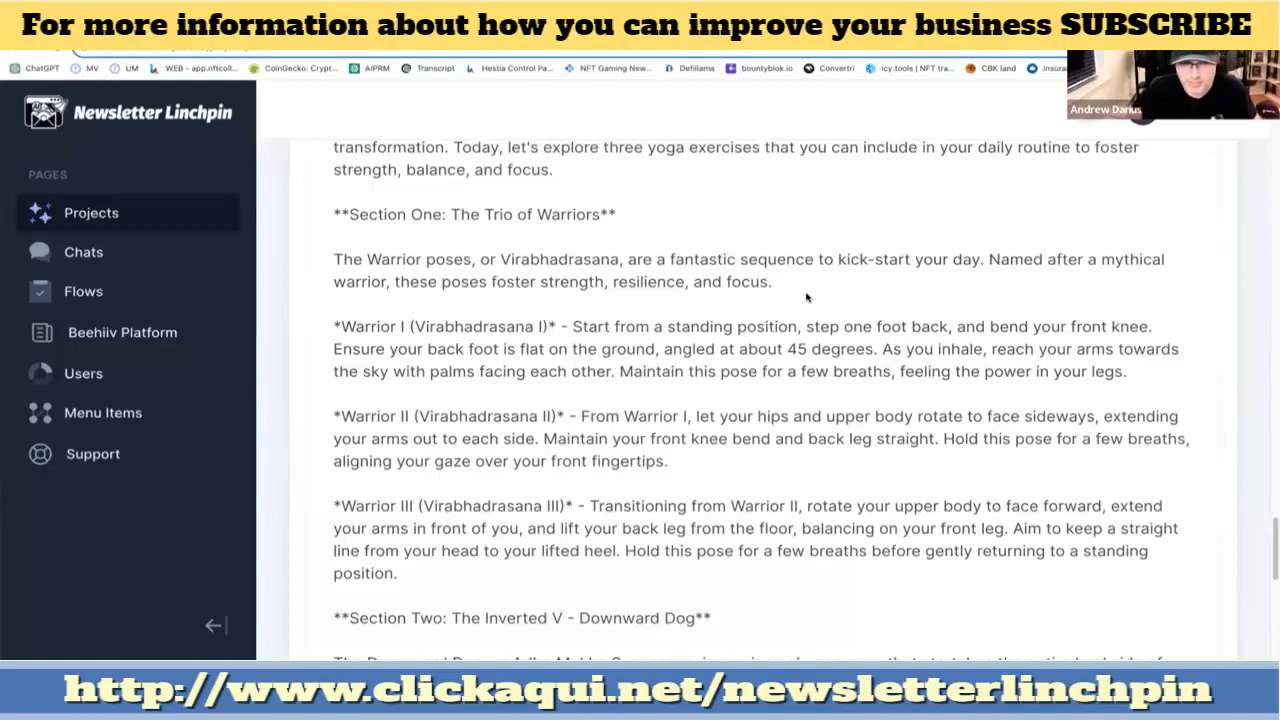 For more information about how you can improve your business SUBSCRIBE
ChatGPT MV UM WEB - app.nftcoll... CoinGecko: Crypt... AIPRM Transcript Hestia Control Pa... NFT Gaming New... Defillama bountyblok.io Convertri icy.tools | NFT tra... CBK land
Andrew Darius
Newsletter Linchpin
PAGES
Projects
Chats
Flows
Beehiiv Platform
Users
Menu Items
Support
transformation. Today, let's explore three yoga exercises that you can include in your daily routine to foster
strength, balance, and focus.
**Section One: The Trio of Warriors**
The Warrior poses, or Virabhadrasana, are a fantastic sequence to kick-start your day. Named after a mythical
warrior, these poses foster strength, resilience, and focus.
*Warrior I (Virabhadrasana I)* - Start from a standing position, step one foot back, and bend your front knee.
Ensure your back foot is flat on the ground, angled at about 45 degrees. As you inhale, reach your arms towards
the sky with palms facing each other. Maintain this pose for a few breaths, feeling the power in your legs.
*Warrior II (Virabhadrasana II)* - From Warrior I, let your hips and upper body rotate to face sideways, extending
your arms out to each side. Maintain your front knee bend and back leg straight. Hold this pose for a few breaths,
aligning your gaze over your front fingertips.
*Warrior III (Virabhadrasana III)* - Transitioning from Warrior II, rotate your upper body to face forward, extend
your arms in front of you, and lift your back leg from the floor, balancing on your front leg. Aim to keep a straight
line from your head to your lifted heel. Hold this pose for a few breaths before gently returning to a standing
position.
**Section Two: The Inverted V - Downward Dog**
http://www.clickaqui.net/newsletterlinchpin